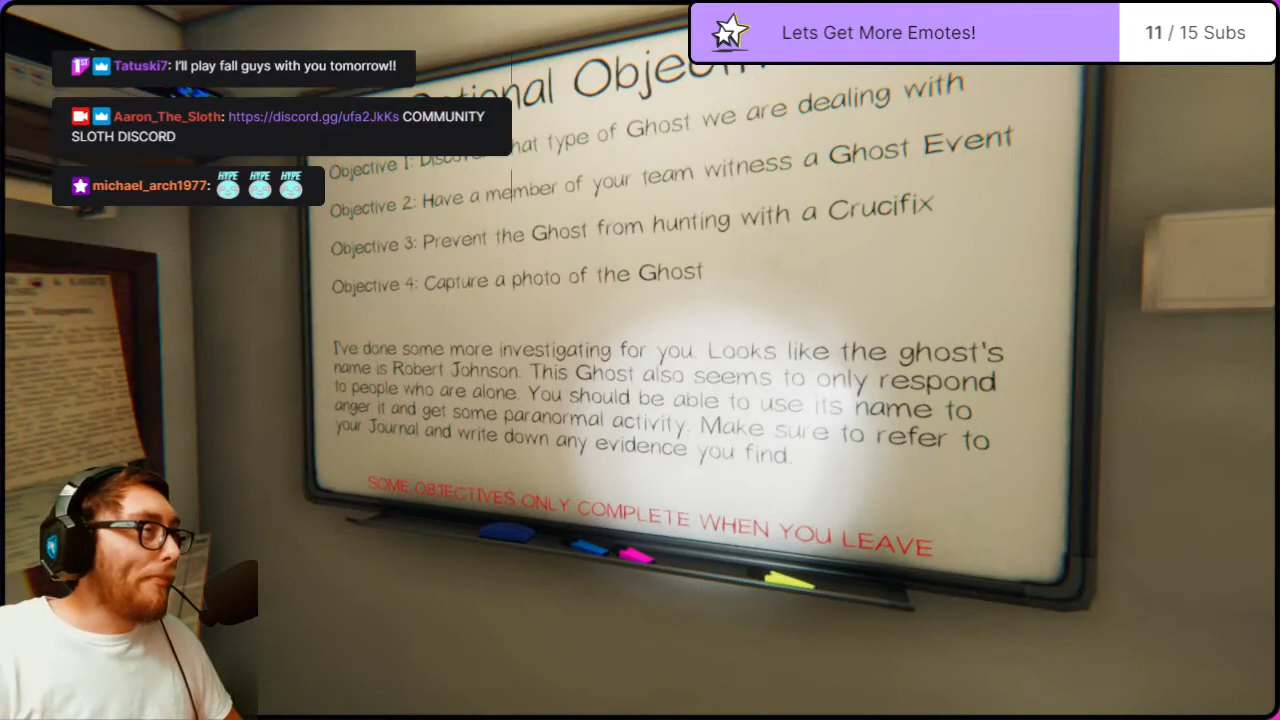 Lets Get More Emotes!
11 / 15 Subs
Tatuski7: I'll play fall guys with you tomorrow!!
Aaron_The_Sloth: https://discord.gg/ufa2JkKs COMMUNITY
SLOTH DISCORD
michael_arch1977: HYPE HYPE HYPE
Objective 1: type of Ghost we are dealing with
Objective 2: Have a member of your team witness a Ghost Event
Objective 3: Prevent the Ghost from hunting with a Crucifix
Objective 4: Capture a photo of the Ghost
I've done some more investigating for you. Looks like the ghost's
name is Robert Johnson. This Ghost also seems to only respond
to people who are alone. You should be able to use its name to
anger it and get some paranormal activity. Make sure to refer to
your Journal and write down any evidence you find.
SOME OBJECTIVES ONLY COMPLETE WHEN YOU LEAVE